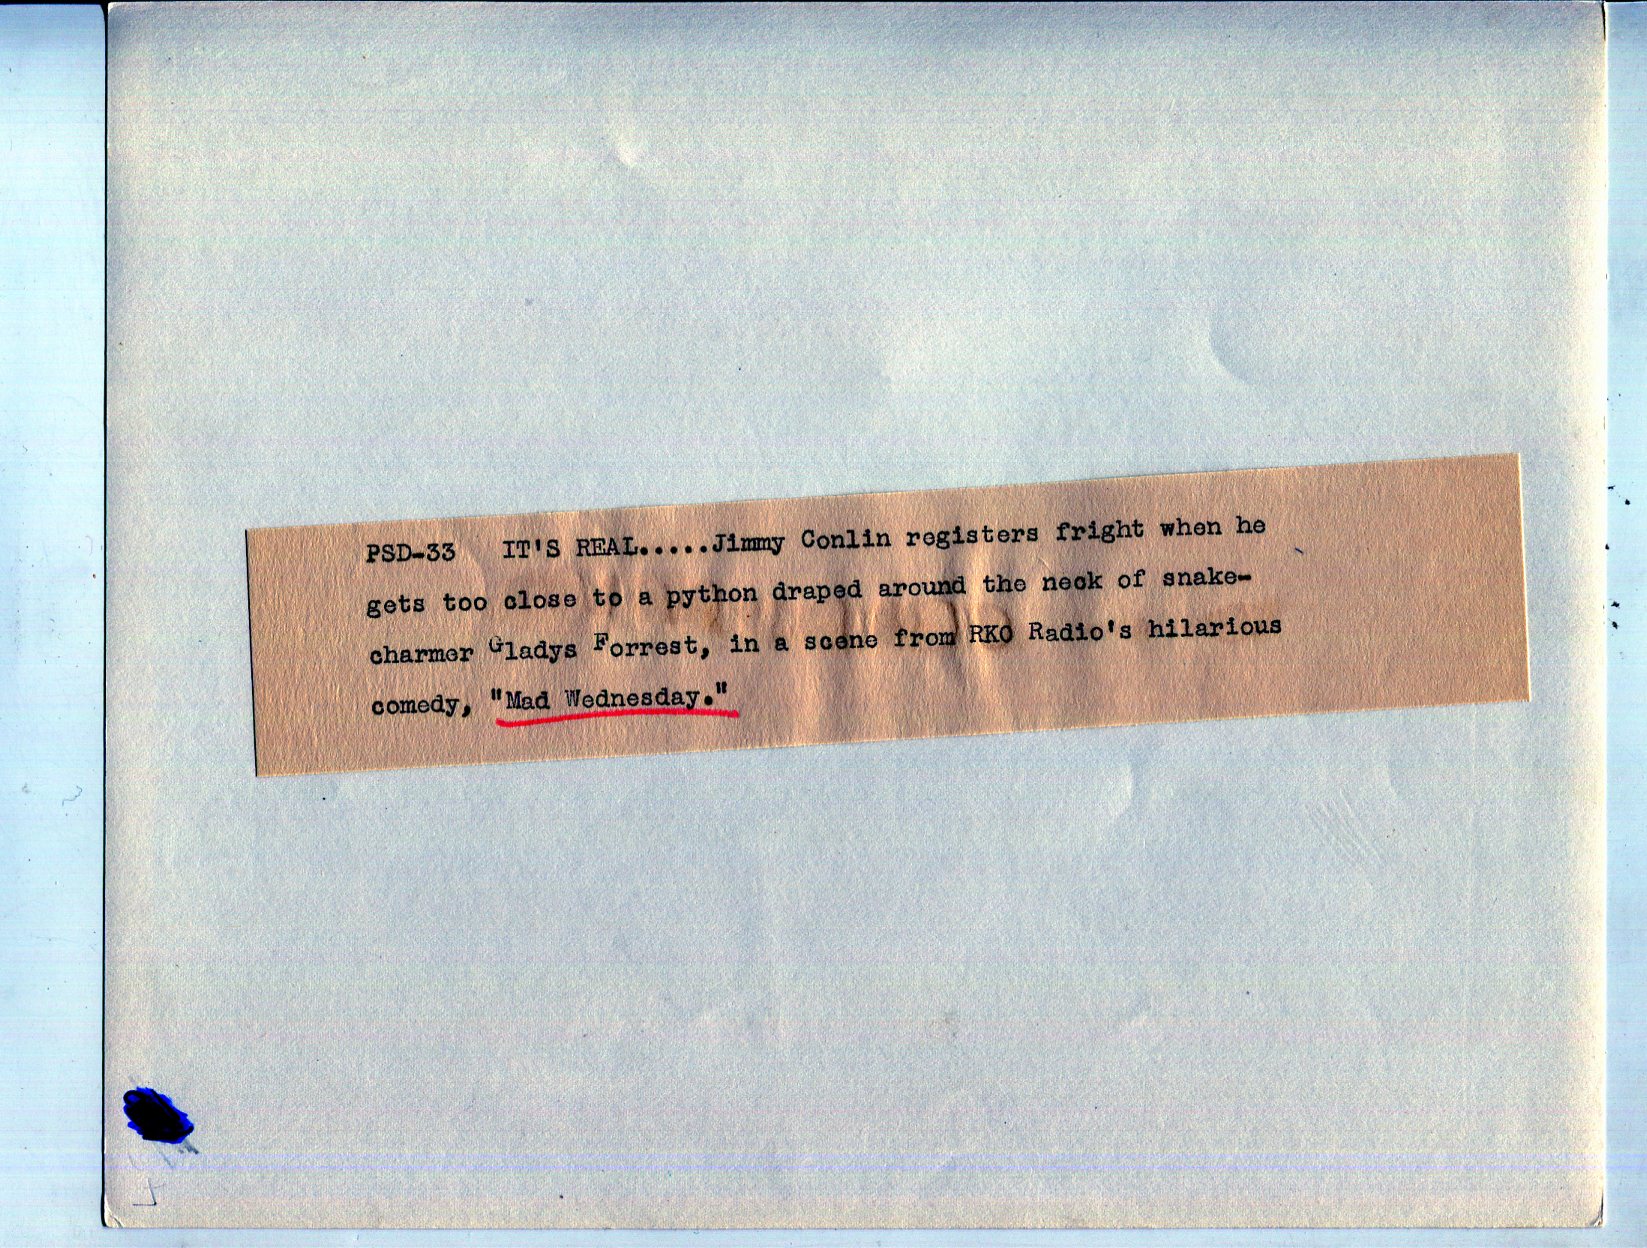 PSD-33 IT'S REAL.....Jimmy Conlin registers fright when he
gets too close to a python draped around the neck of snake-
charmer Gladys Forrest, in a scene from RKO Radio's hilarious
comedy, "Mad Wednesday."